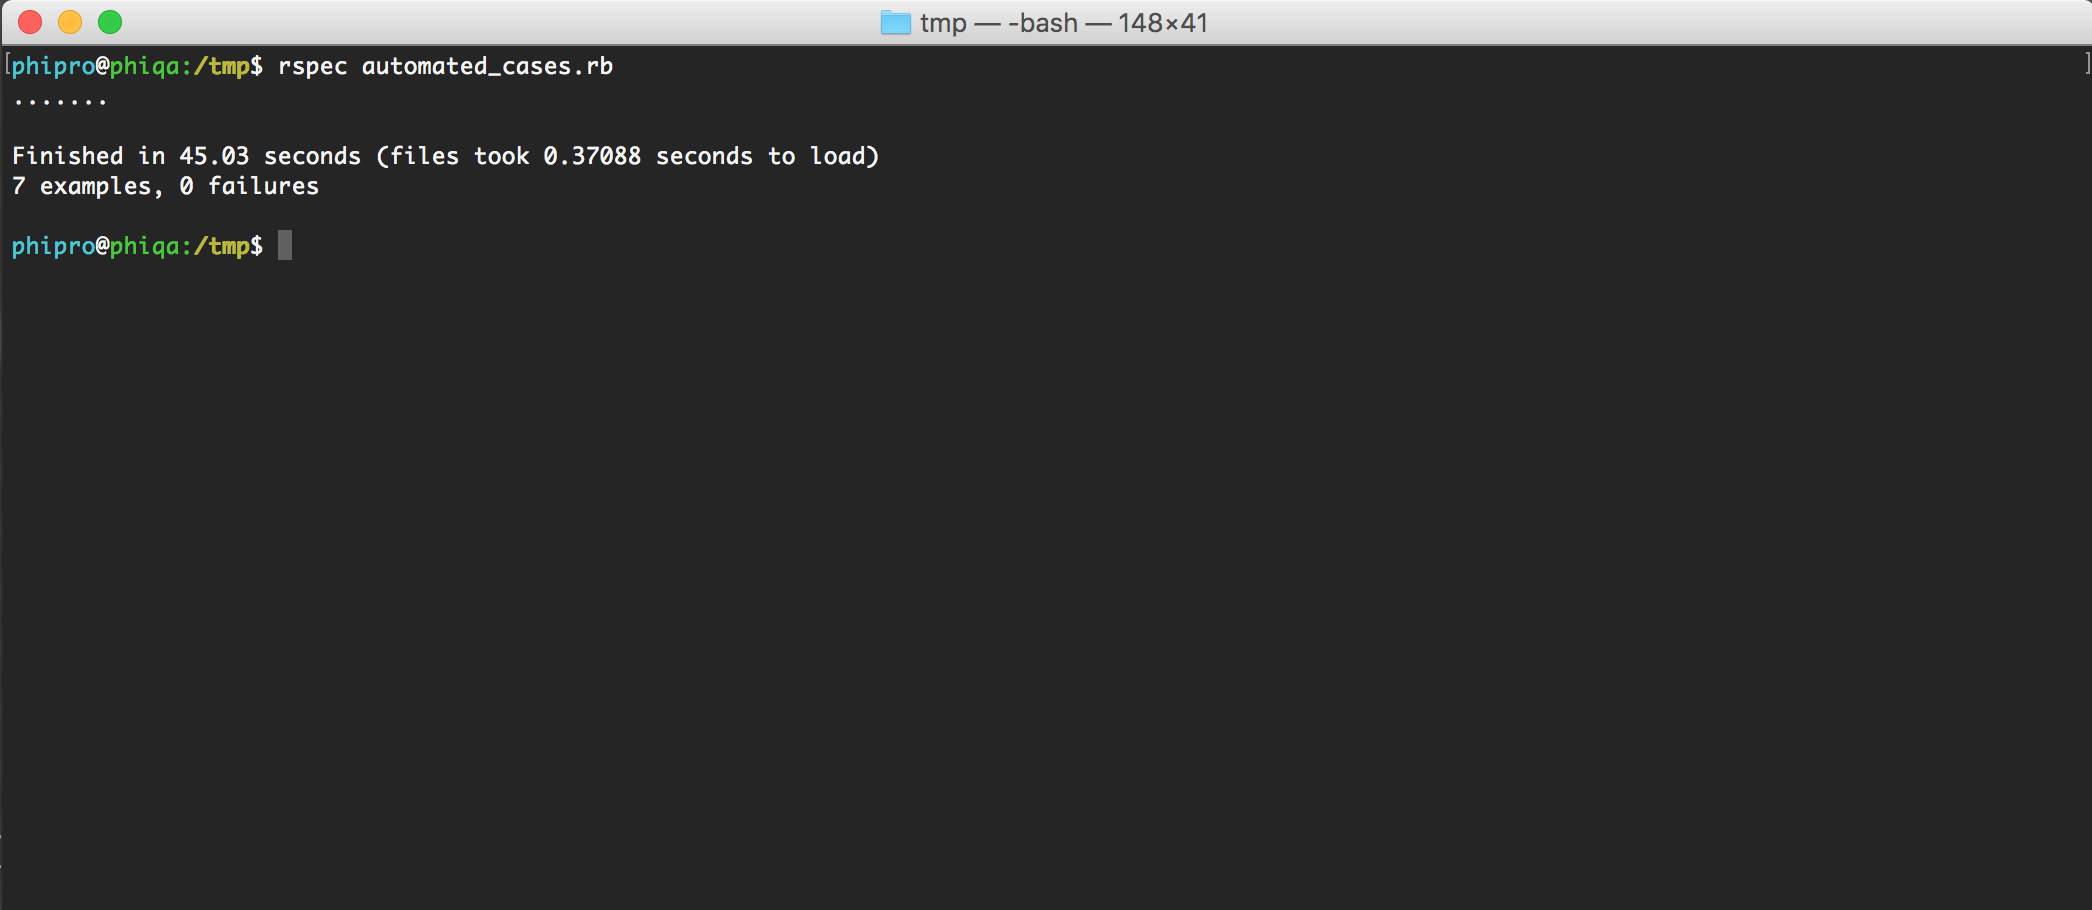 tmp — -bash — 148×41
[phipro@phiqa:/tmp$ rspec automated_cases.rb ]
.......
Finished in 45.03 seconds (files took 0.37088 seconds to load)
7 examples, 0 failures
phipro@phiqa:/tmp$